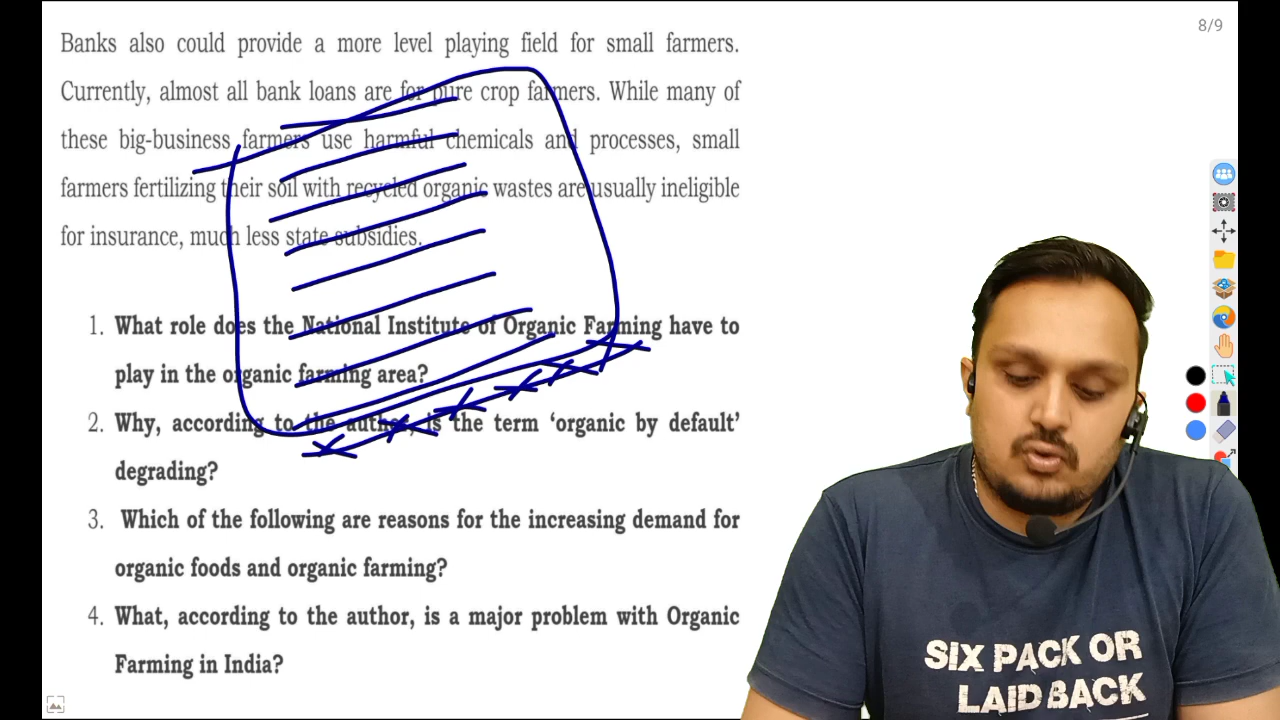 8/9
Banks also could provide a more level playing field for small farmers.
Currently, almost all bank loans are for pure crop farmers. While many of
these big-business farmers use harmful chemicals and processes, small
farmers fertilizing their soil with recycled organic wastes are usually ineligible
for insurance, much less state subsidies.
1. What role does the National Institute of Organic Farming have to
play in the organic farming area?
2. Why, according to the author, is the term ‘organic by default’
degrading?
3. Which of the following are reasons for the increasing demand for
organic foods and organic farming?
4. What, according to the author, is a major problem with Organic
Farming in India?
SIX PACK OR
LAID BACK